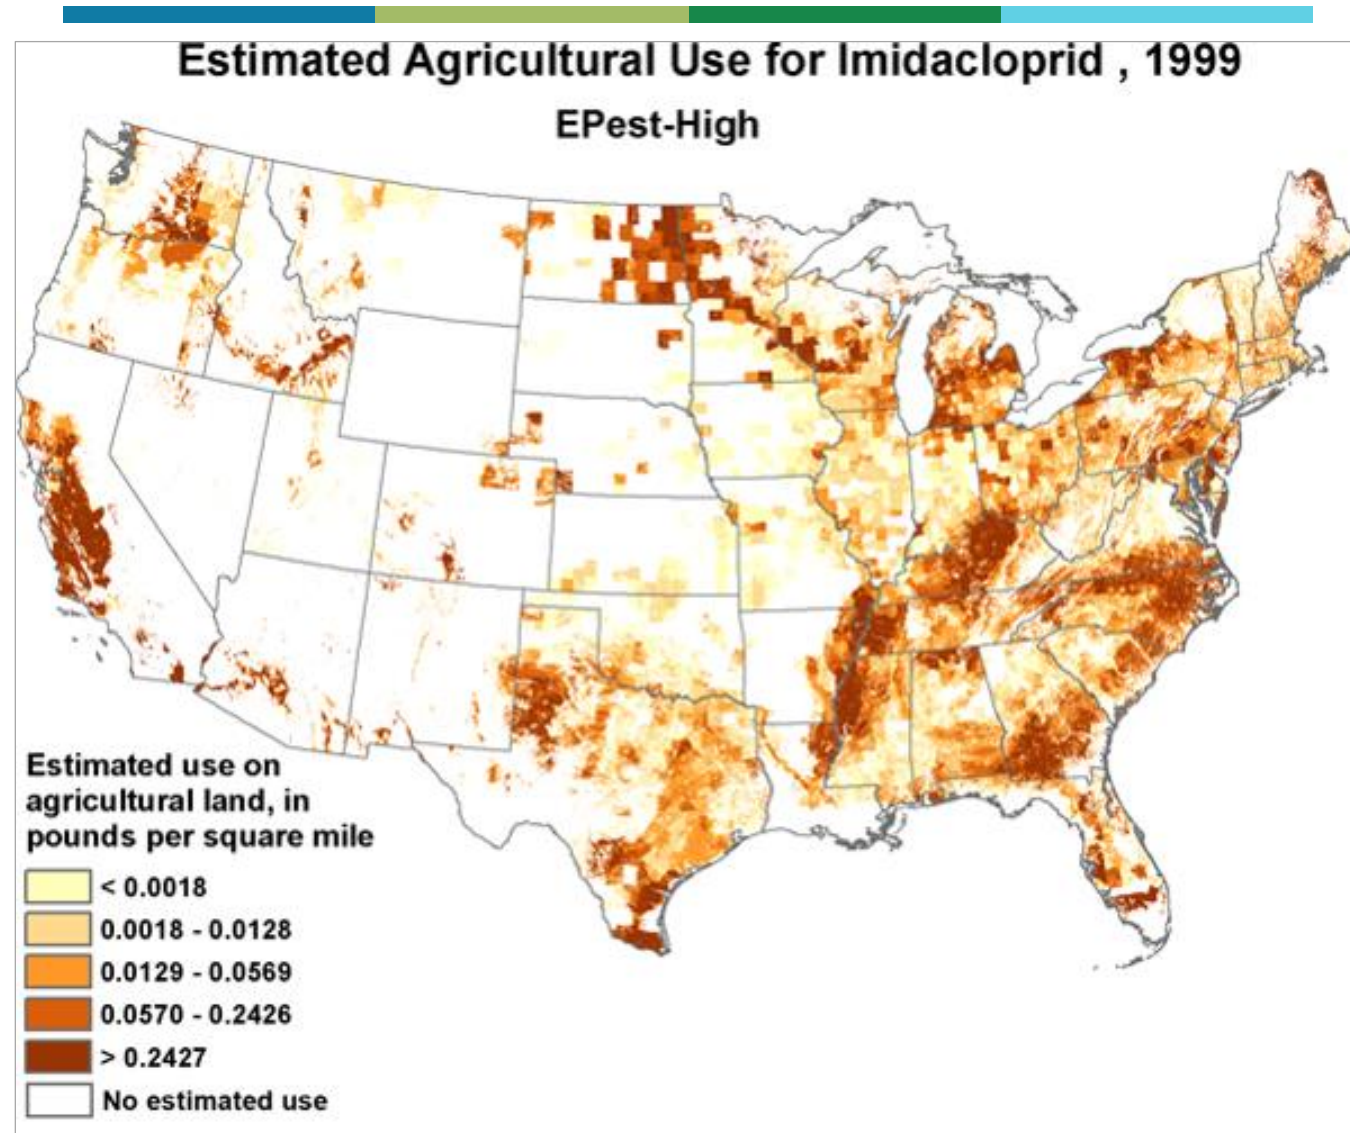 Estimated Agricultural Use for Imidacloprid , 1999
EPest-High
Estimated use on
agricultural land, in
pounds per square mile
< 0.0018
0.0018 - 0.0128
0.0129 - 0.0569
0.0570 - 0.2426
> 0.2427
No estimated use